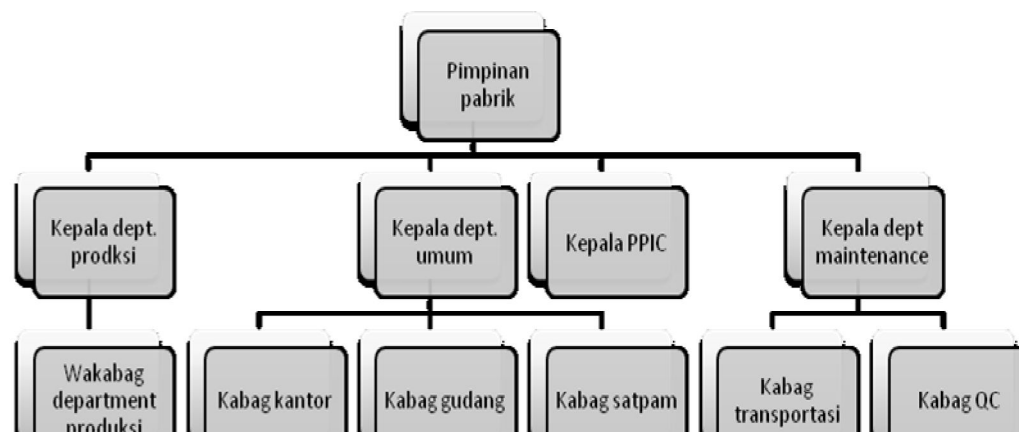 Pimpinan
pabrik
Kepala dept.
prodksi
Kepala dept.
umum
Kepala PPIC
Kepala dept
maintenance
Wakabag
department
produksi
Kabag kantor
Kabag gudang
Kabag satpam
Kabag
transportasi
Kabag QC